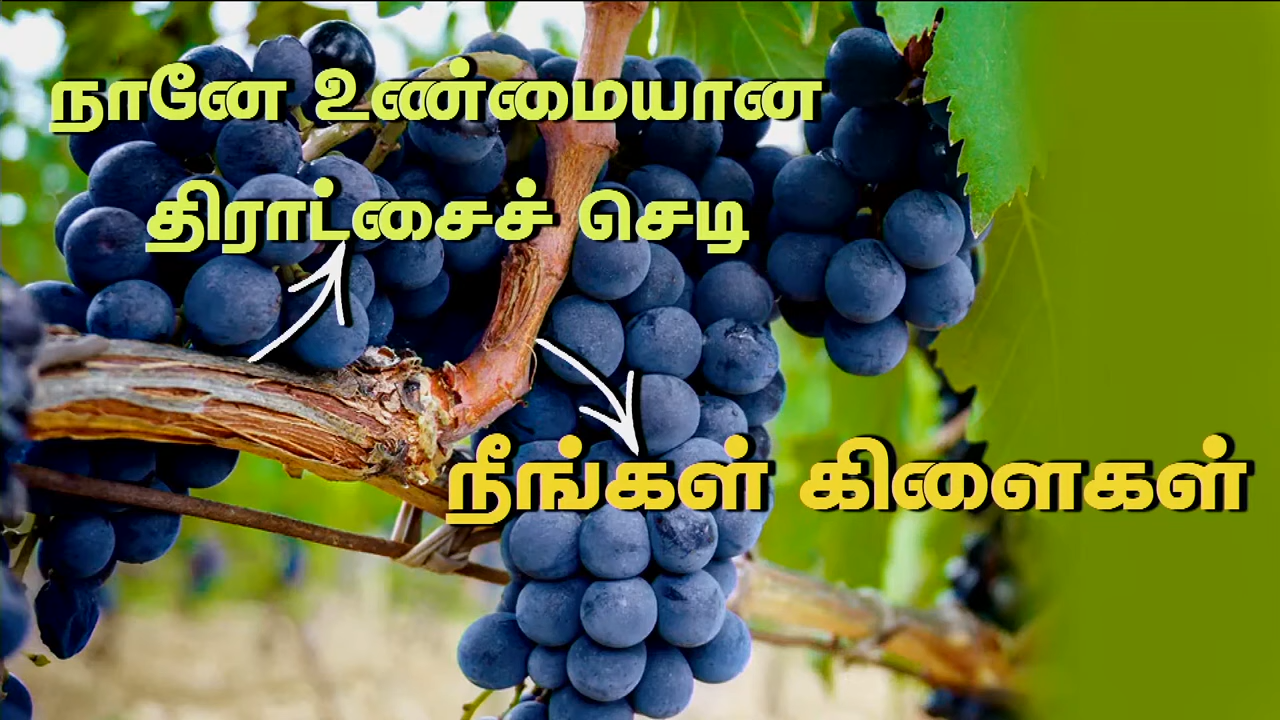 நானே உண்மையான
திராட்சைச் செடி
நீங்கள் கிளைகள்